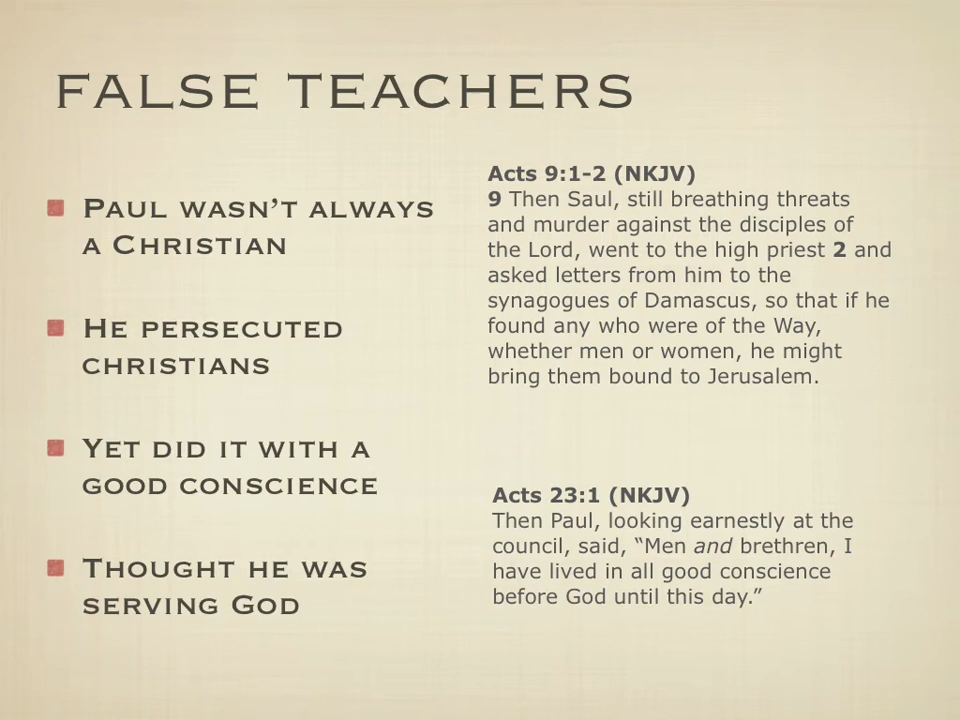 FALSE TEACHERS
PAUL WASN'T ALWAYS
A CHRISTIAN
HE PERSECUTED
CHRISTIANS
YET DID IT WITH A
GOOD CONSCIENCE
THOUGHT HE WAS
SERVING GOD
Acts 9:1-2 (NKJV)
9 Then Saul, still breathing threats
and murder against the disciples of
the Lord, went to the high priest 2 and
asked letters from him to the
synagogues of Damascus, so that if he
found any who were of the Way,
whether men or women, he might
bring them bound to Jerusalem.
Acts 23:1 (NKJV)
Then Paul, looking earnestly at the
council, said, “Men and brethren, I
have lived in all good conscience
before God until this day.”